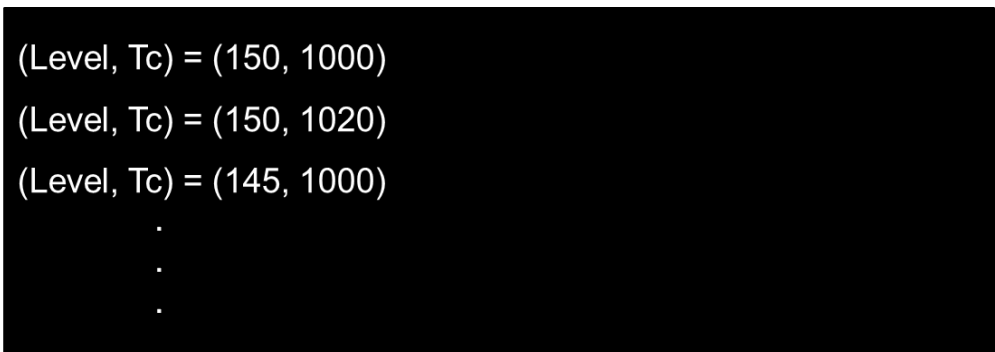 (Level, Tc) = (150, 1000)
(Level, Tc) = (150, 1020)
(Level, Tc) = (145, 1000)
.
.
.